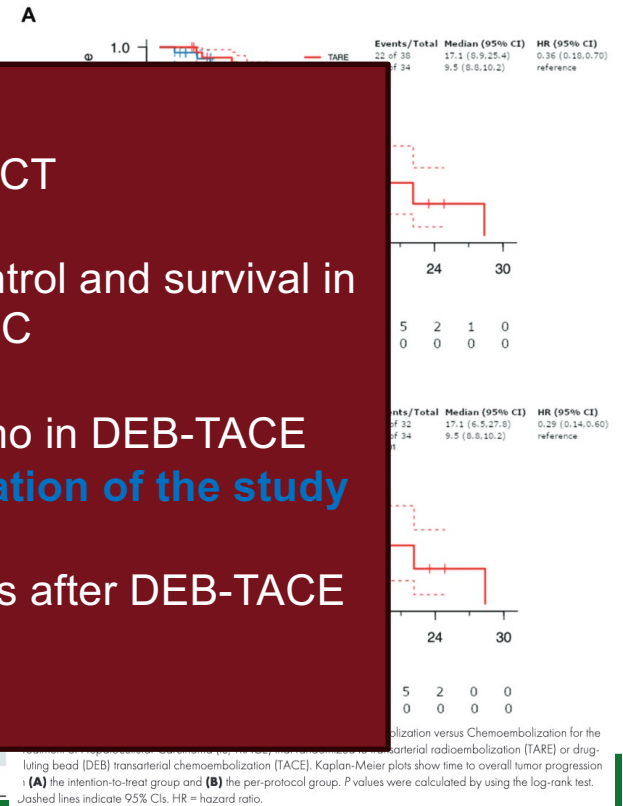 A
1.0
TARE
Events/Total Median (95% CI) HR (95% CI)
22 of 38 17.1 (8.9,25.4) 0.36 (0.18,0.70)
of 34 9.5 (8.8,10.2) reference
CT
ntrol and survival in
C
no in DEB-TACE
ation of the study
s after DEB-TACE
24 30
5 2 1 0
0 0 0 0
nts/Total Median (95% CI) HR (95% CI)
of 32 17.1 (6.5,27.8) 0.29 (0.14,0.60)
of 34 9.5 (8.8,10.2) reference
24 30
5 2 0 0
0 0 0 0
olization versus Chemoembolization for the
sarterial radioembolization (TARE) or drug-
luting bead (DEB) transarterial chemoembolization (TACE). Kaplan-Meier plots show time to overall tumor progression
(A) the intention-to-treat group and (B) the per-protocol group. P values were calculated by using the log-rank test.
Dashed lines indicate 95% CIs. HR = hazard ratio.